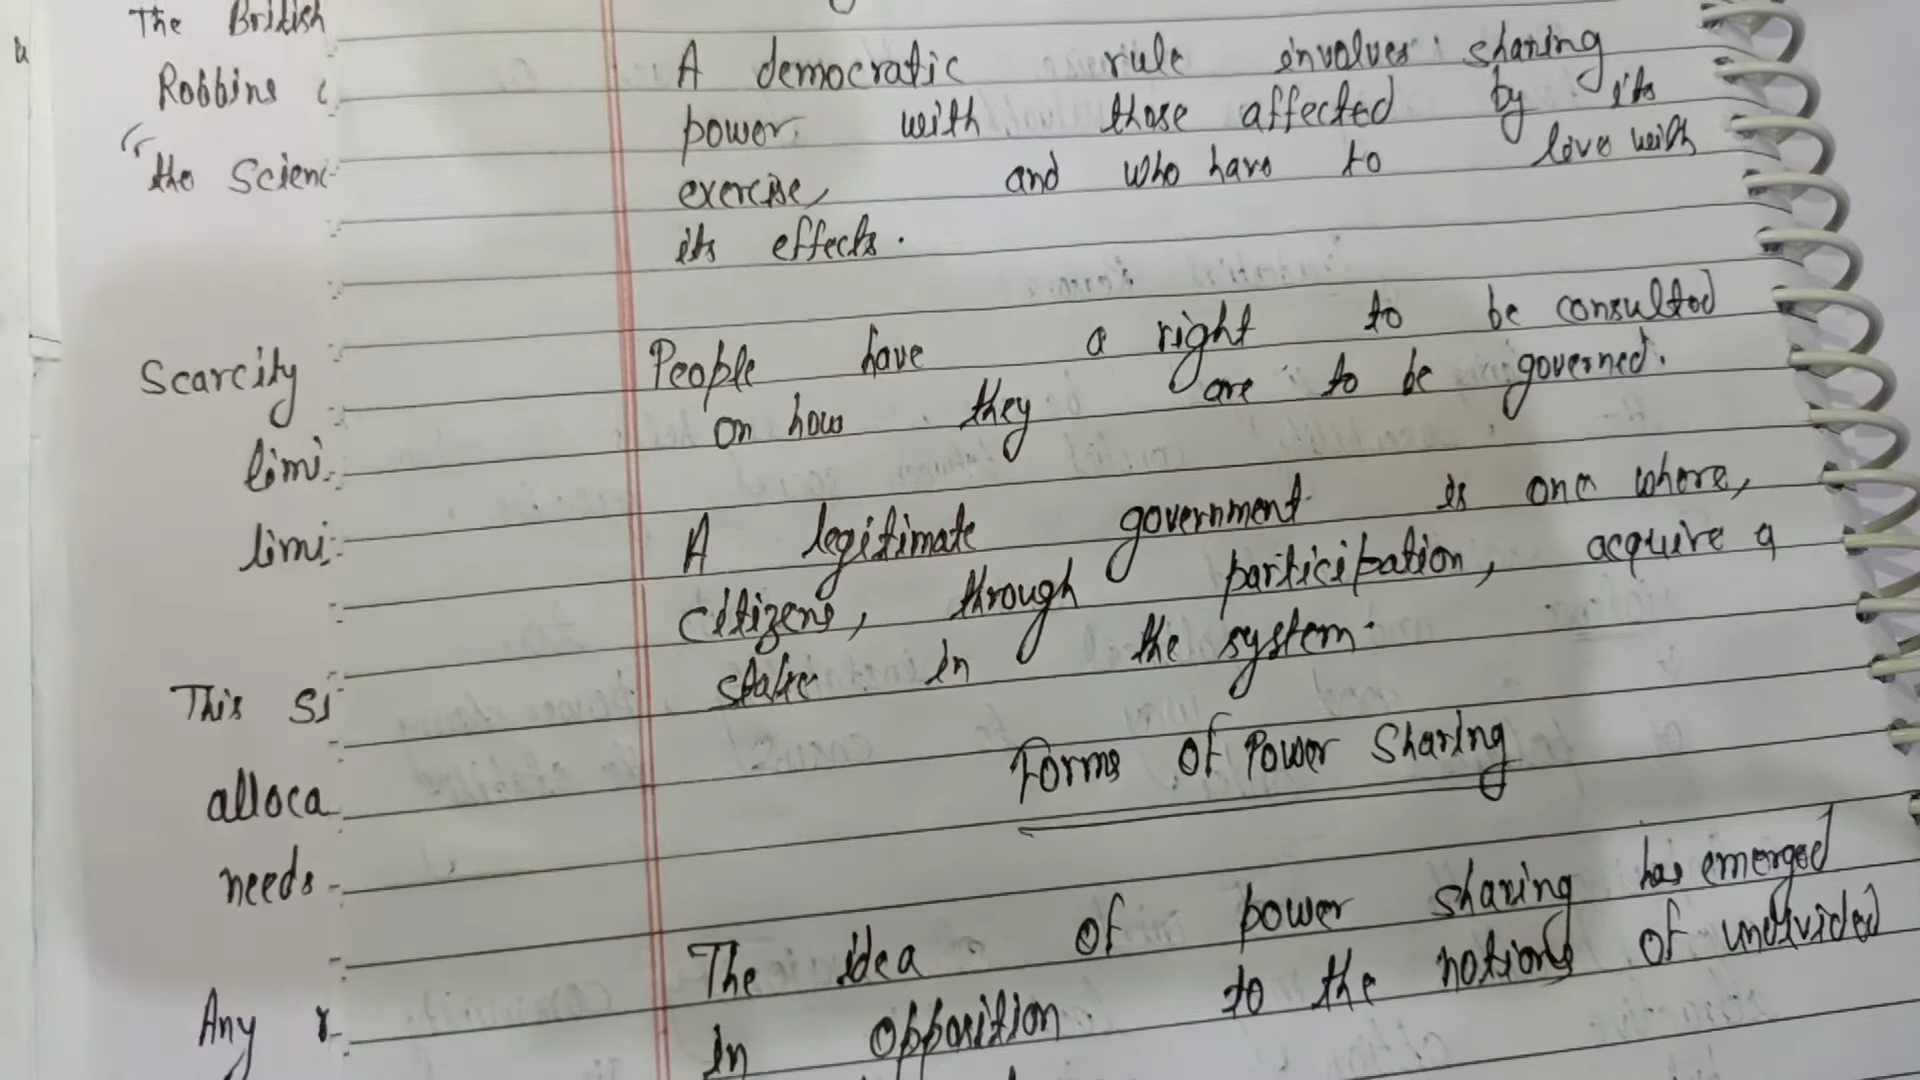 The British
Robbins
"the Scienc
Scarcity
limi
limi
This si
alloca
needs
Any
A democratic rule involves sharing
power with those affected by its
exercise, and who have to live with
its effects.
People have a right to be consulted
on how they are to be governed.
A legitimate government is one where,
citizens, through participation, acquire a
stake in the system.
Forms Of Power Sharing
The idea of power sharing has emerged
in opposition to the notions of undivided